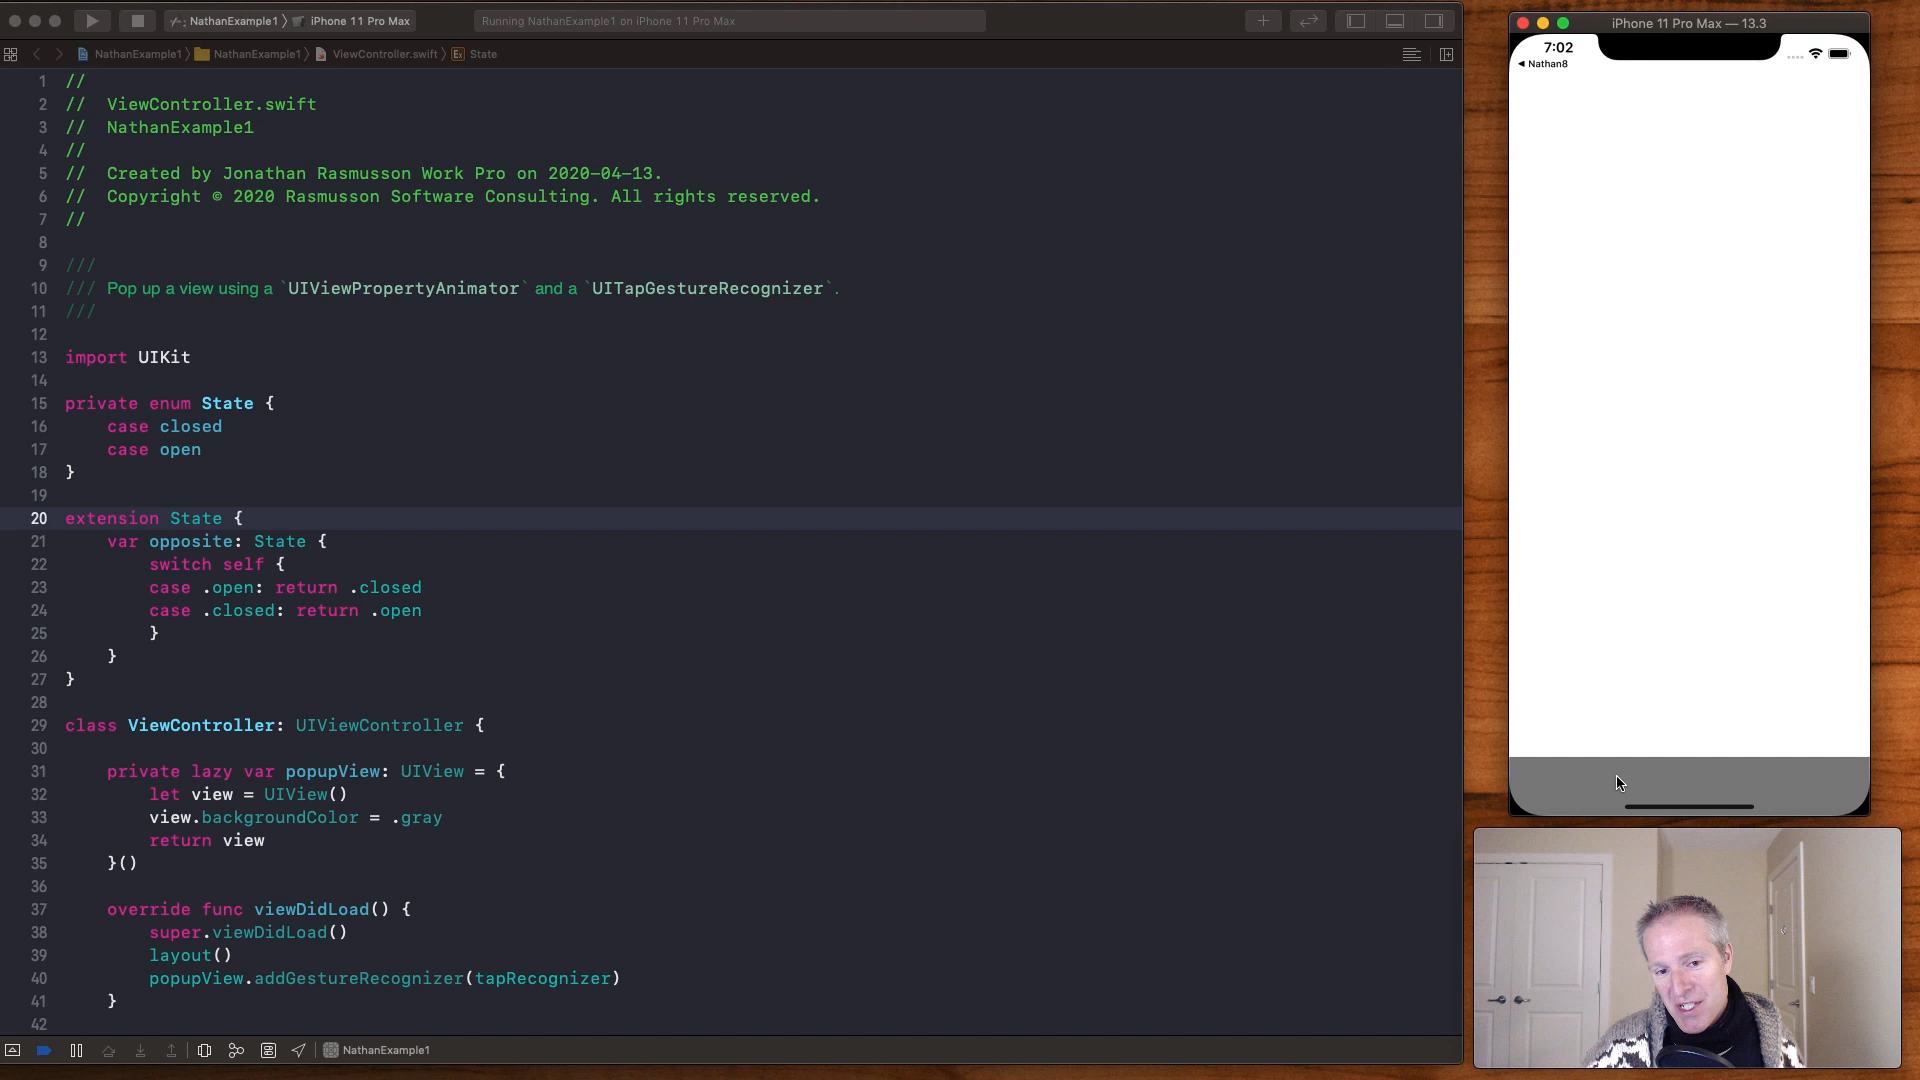 NathanExample1 〉 iPhone 11 Pro Max
Running NathanExample1 on iPhone 11 Pro Max
NathanExample1 〉 NathanExample1 〉 ViewController.swift 〉 Ex State
1 //
2 //  ViewController.swift
3 //  NathanExample1
4 //
5 //  Created by Jonathan Rasmusson Work Pro on 2020-04-13.
6 //  Copyright © 2020 Rasmusson Software Consulting. All rights reserved.
7 //
8
9 ///
10 /// Pop up a view using a `UIViewPropertyAnimator` and a `UITapGestureRecognizer`.
11 ///
12
13 import UIKit
14
15 private enum State {
16     case closed
17     case open
18 }
19
20 extension State {
21     var opposite: State {
22         switch self {
23         case .open: return .closed
24         case .closed: return .open
25         }
26     }
27 }
28
29 class ViewController: UIViewController {
30
31     private lazy var popupView: UIView = {
32         let view = UIView()
33         view.backgroundColor = .gray
34         return view
35     }()
36
37     override func viewDidLoad() {
38         super.viewDidLoad()
39         layout()
40         popupView.addGestureRecognizer(tapRecognizer)
41     }
42
NathanExample1
iPhone 11 Pro Max — 13.3
7:02
◀ Nathan8